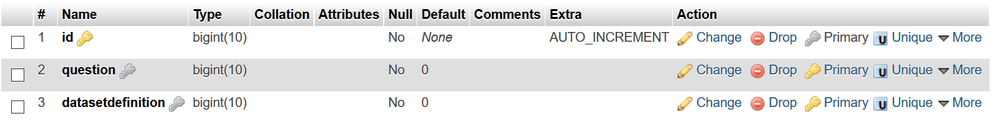 # Name Type Collation Attributes Null Default Comments Extra Action
1 id bigint(10) No None AUTO_INCREMENT Change Drop Primary U Unique More
2 question bigint(10) No 0 Change Drop Primary U Unique More
3 datasetdefinition bigint(10) No 0 Change Drop Primary U Unique More